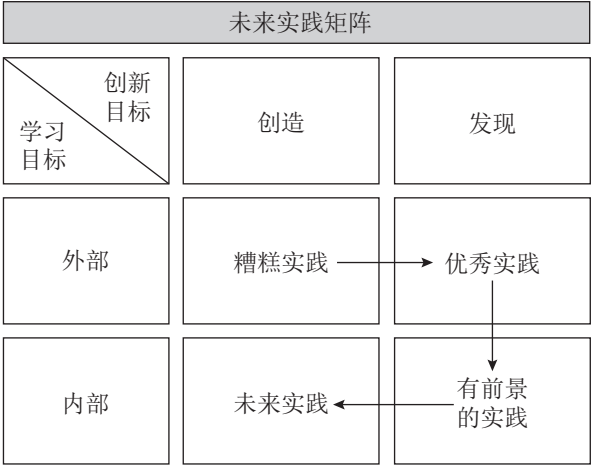 未来实践矩阵
创新
目标
学习
目标
创造
发现
外部
糟糕实践
优秀实践
内部
未来实践
有前景
的实践